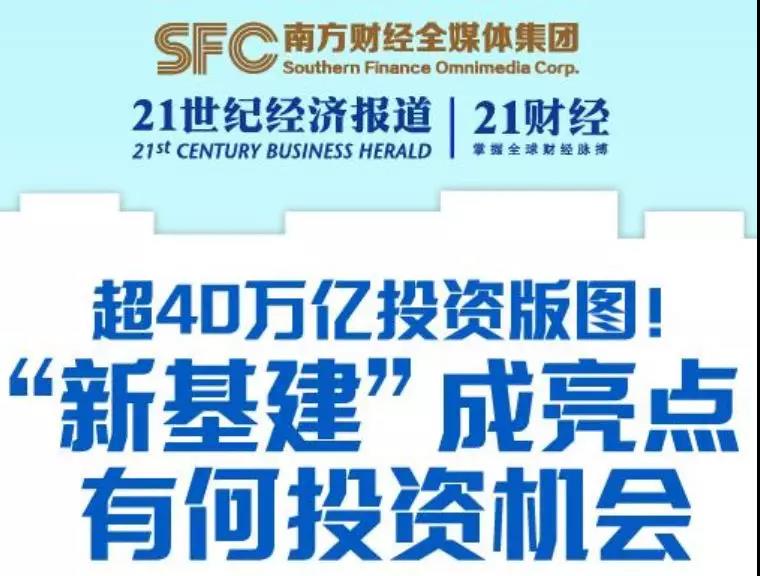 SFC 南方财经全媒体集团
Southern Finance Omnimedia Corp.
21世纪经济报道 | 21财经
21st CENTURY BUSINESS HERALD 掌握全球财经脉搏
超40万亿投资版图!
“新基建”成亮点
有何投资机会